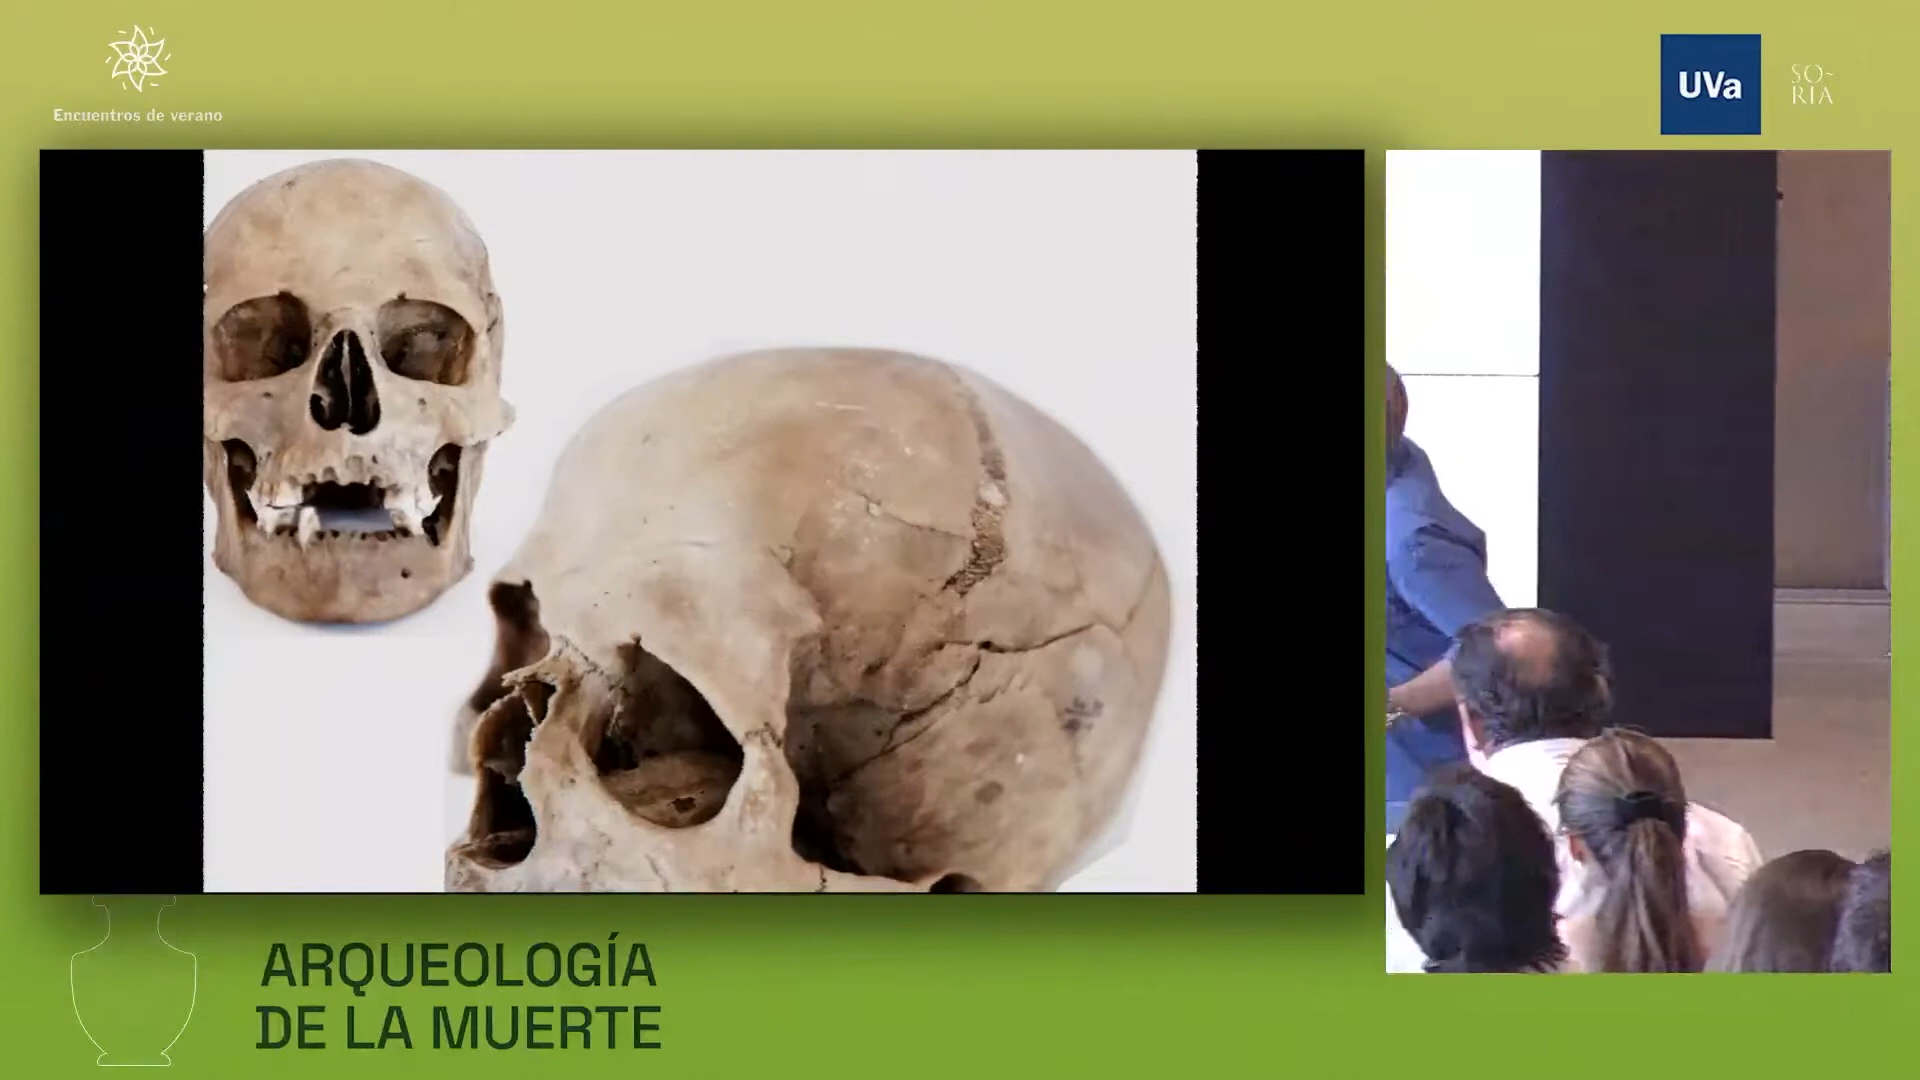 Encuentros de verano
UVa
SO-
RIA
ARQUEOLOGÍA
DE LA MUERTE